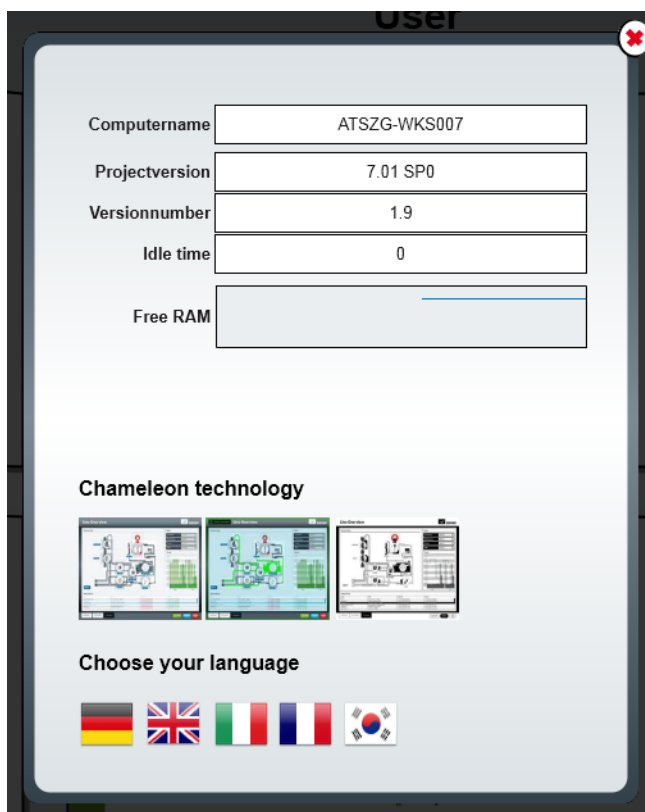 User
Computername ATSZG-WKS007
Projectversion 7.01 SP0
Versionnumber 1.9
Idle time 0
Free RAM
Chameleon technology
Choose your language